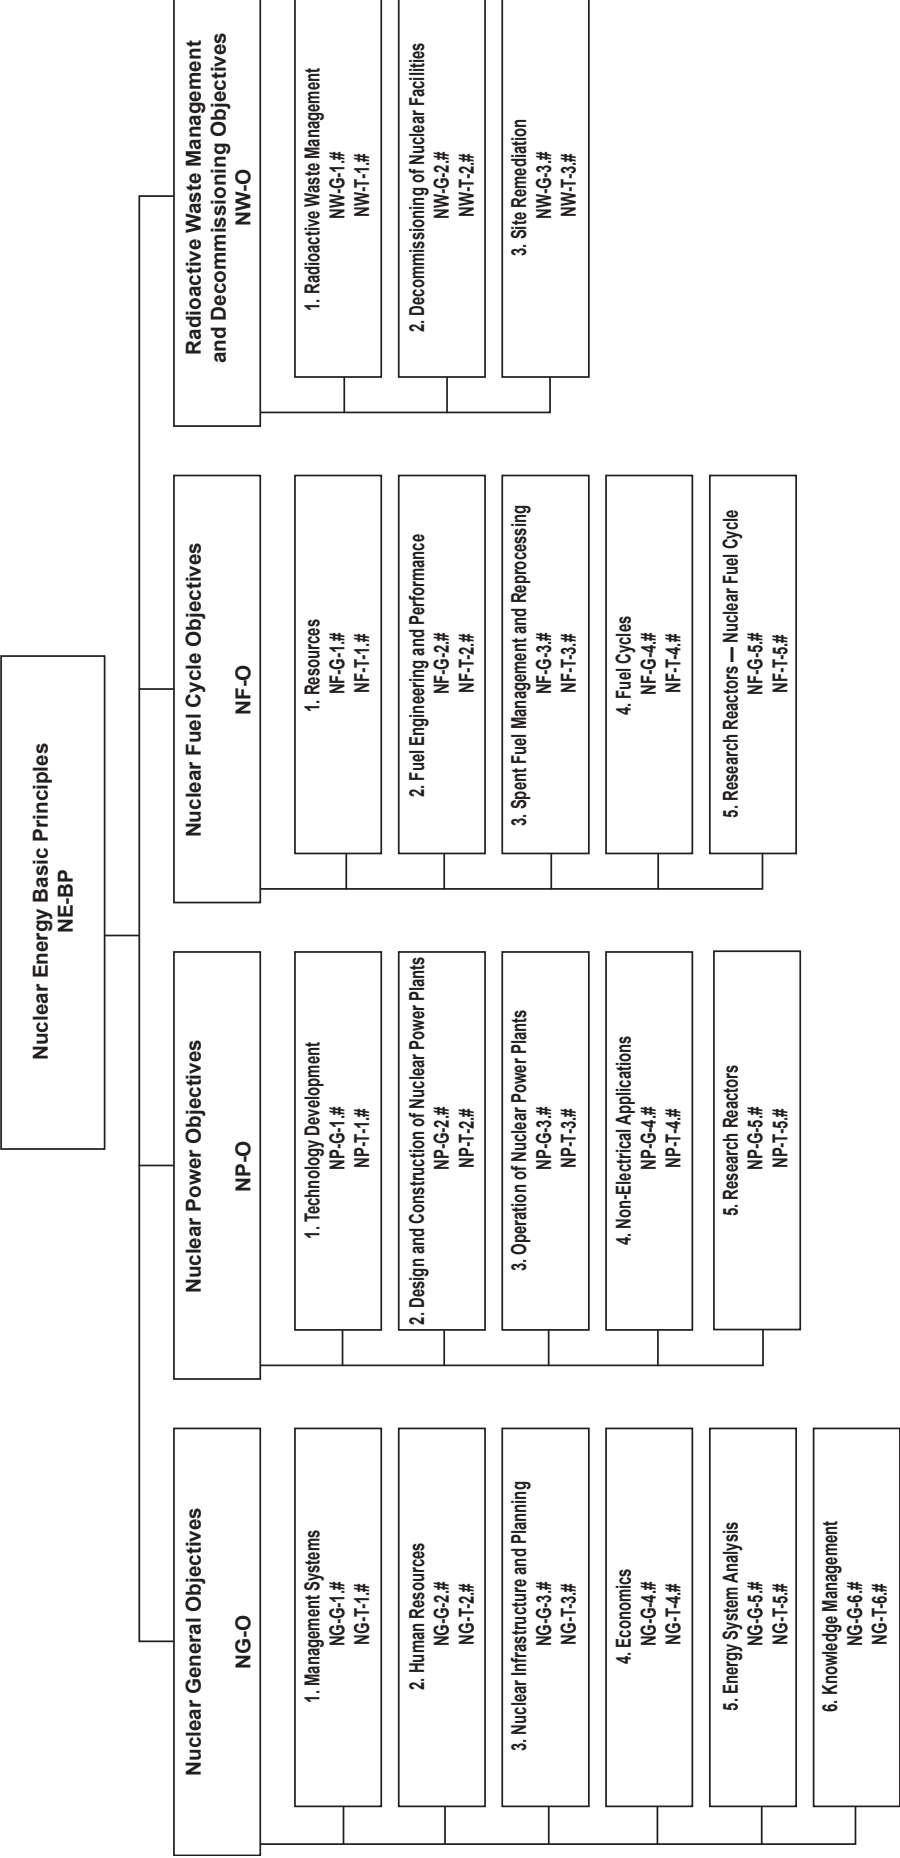 Nuclear Energy Basic Principles
NE-BP
Nuclear General Objectives
NG-O
1. Management Systems
NG-G-1.#
NG-T-1.#
2. Human Resources
NG-G-2.#
NG-T-2.#
3. Nuclear Infrastructure and Planning
NG-G-3.#
NG-T-3.#
4. Economics
NG-G-4.#
NG-T-4.#
5. Energy System Analysis
NG-G-5.#
NG-T-5.#
6. Knowledge Management
NG-G-6.#
NG-T-6.#
Nuclear Power Objectives
NP-O
1. Technology Development
NP-G-1.#
NP-T-1.#
2. Design and Construction of Nuclear Power Plants
NP-G-2.#
NP-T-2.#
3. Operation of Nuclear Power Plants
NP-G-3.#
NP-T-3.#
4. Non-Electrical Applications
NP-G-4.#
NP-T-4.#
5. Research Reactors
NP-G-5.#
NP-T-5.#
Nuclear Fuel Cycle Objectives
NF-O
1. Resources
NF-G-1.#
NF-T-1.#
2. Fuel Engineering and Performance
NF-G-2.#
NF-T-2.#
3. Spent Fuel Management and Reprocessing
NF-G-3.#
NF-T-3.#
4. Fuel Cycles
NF-G-4.#
NF-T-4.#
5. Research Reactors — Nuclear Fuel Cycle
NF-G-5.#
NF-T-5.#
Radioactive Waste Management
and Decommissioning Objectives
NW-O
1. Radioactive Waste Management
NW-G-1.#
NW-T-1.#
2. Decommissioning of Nuclear Facilities
NW-G-2.#
NW-T-2.#
3. Site Remediation
NW-G-3.#
NW-T-3.#